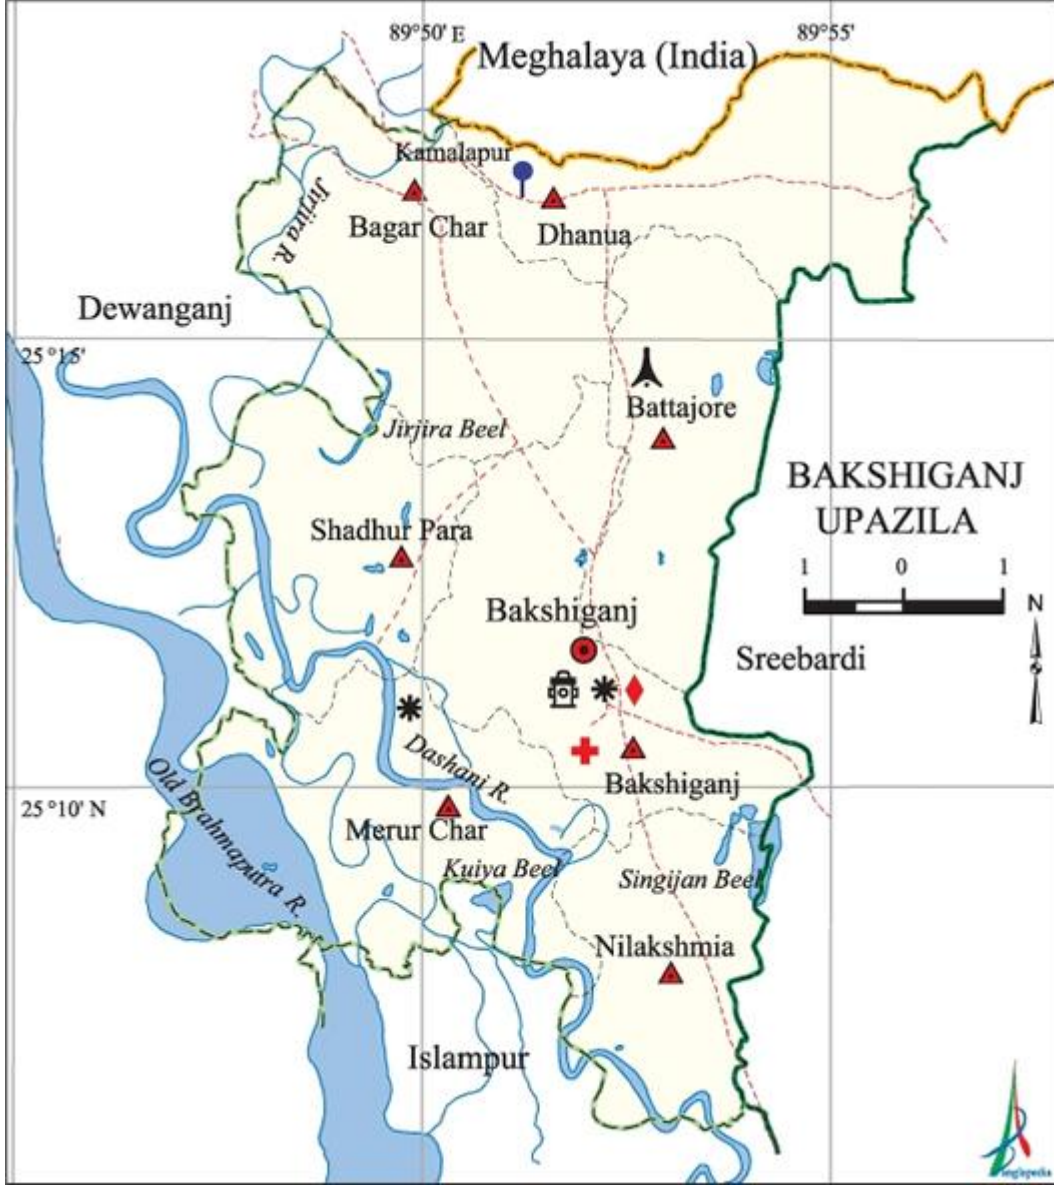 89°50' E
89°55'
Meghalaya (India)
Kamalapur
Jirjira R.
Bagar Char
Dhanua
Dewanganj
25°15'
Battajore
Jirjira Beel
BAKSHIGANJ
UPAZILA
Shadhur Para
1 0 1
N
Bakshiganj
Sreebardi
Dashani R.
Old Brahmaputra R.
Bakshiganj
25°10' N
Merur Char
Kuiya Beel
Singijan Beel
Nilakshmia
Islampur